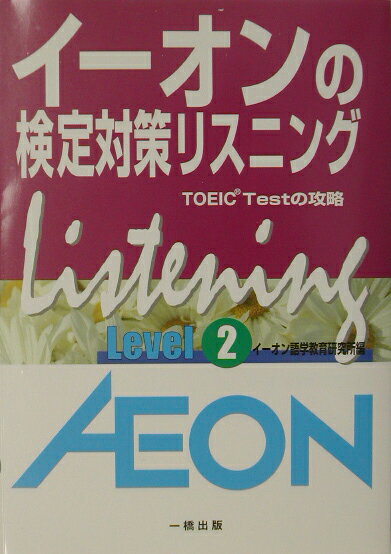 イーオンの
検定対策リスニング
TOEIC® Testの攻略
Listening
Level 2
イーオン語学教育研究所編
AEON
一橋出版